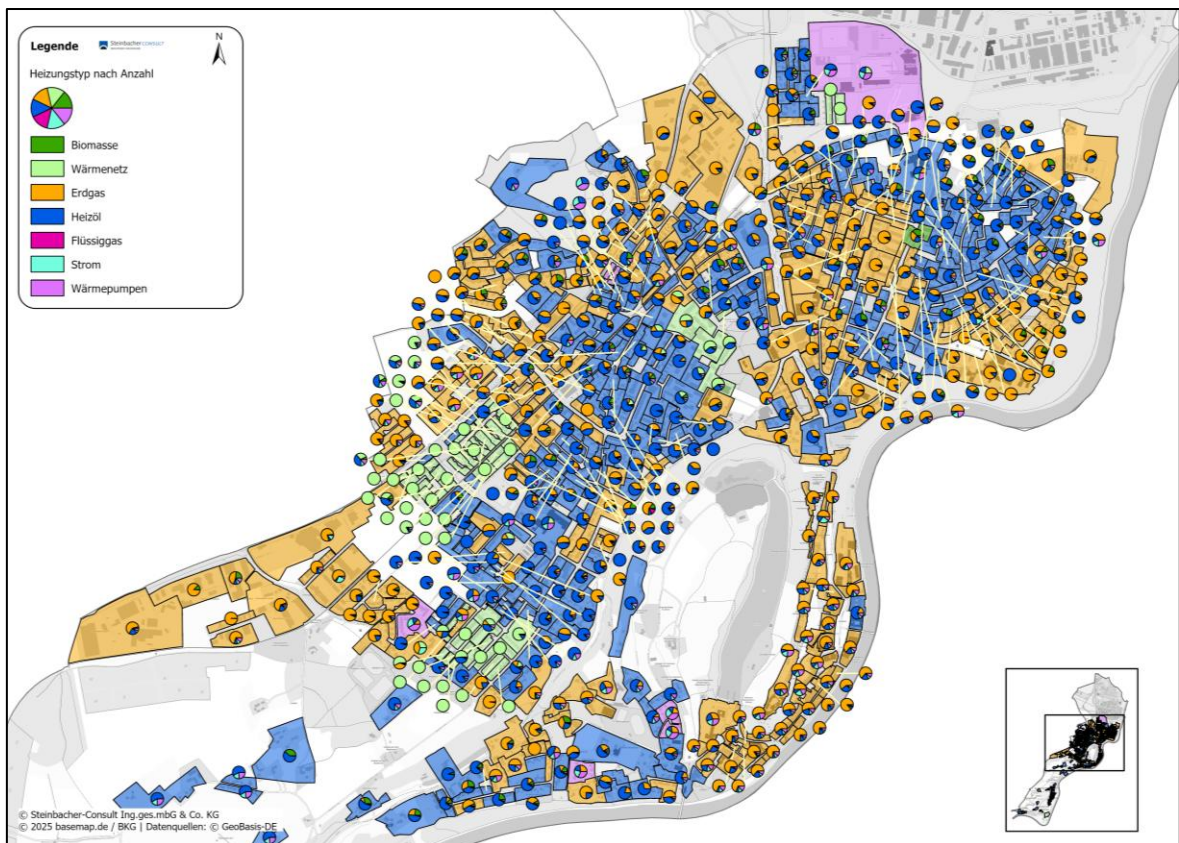 Legende
Steinbacher CONSULT
N
Heizungstyp nach Anzahl
Biomasse
Wärmenetz
Erdgas
Heizöl
Flüssiggas
Strom
Wärmepumpen
© Steinbacher-Consult Ing.ges.mbG & Co. KG
© 2025 basemap.de / BKG | Datenquellen: © GeoBasis-DE